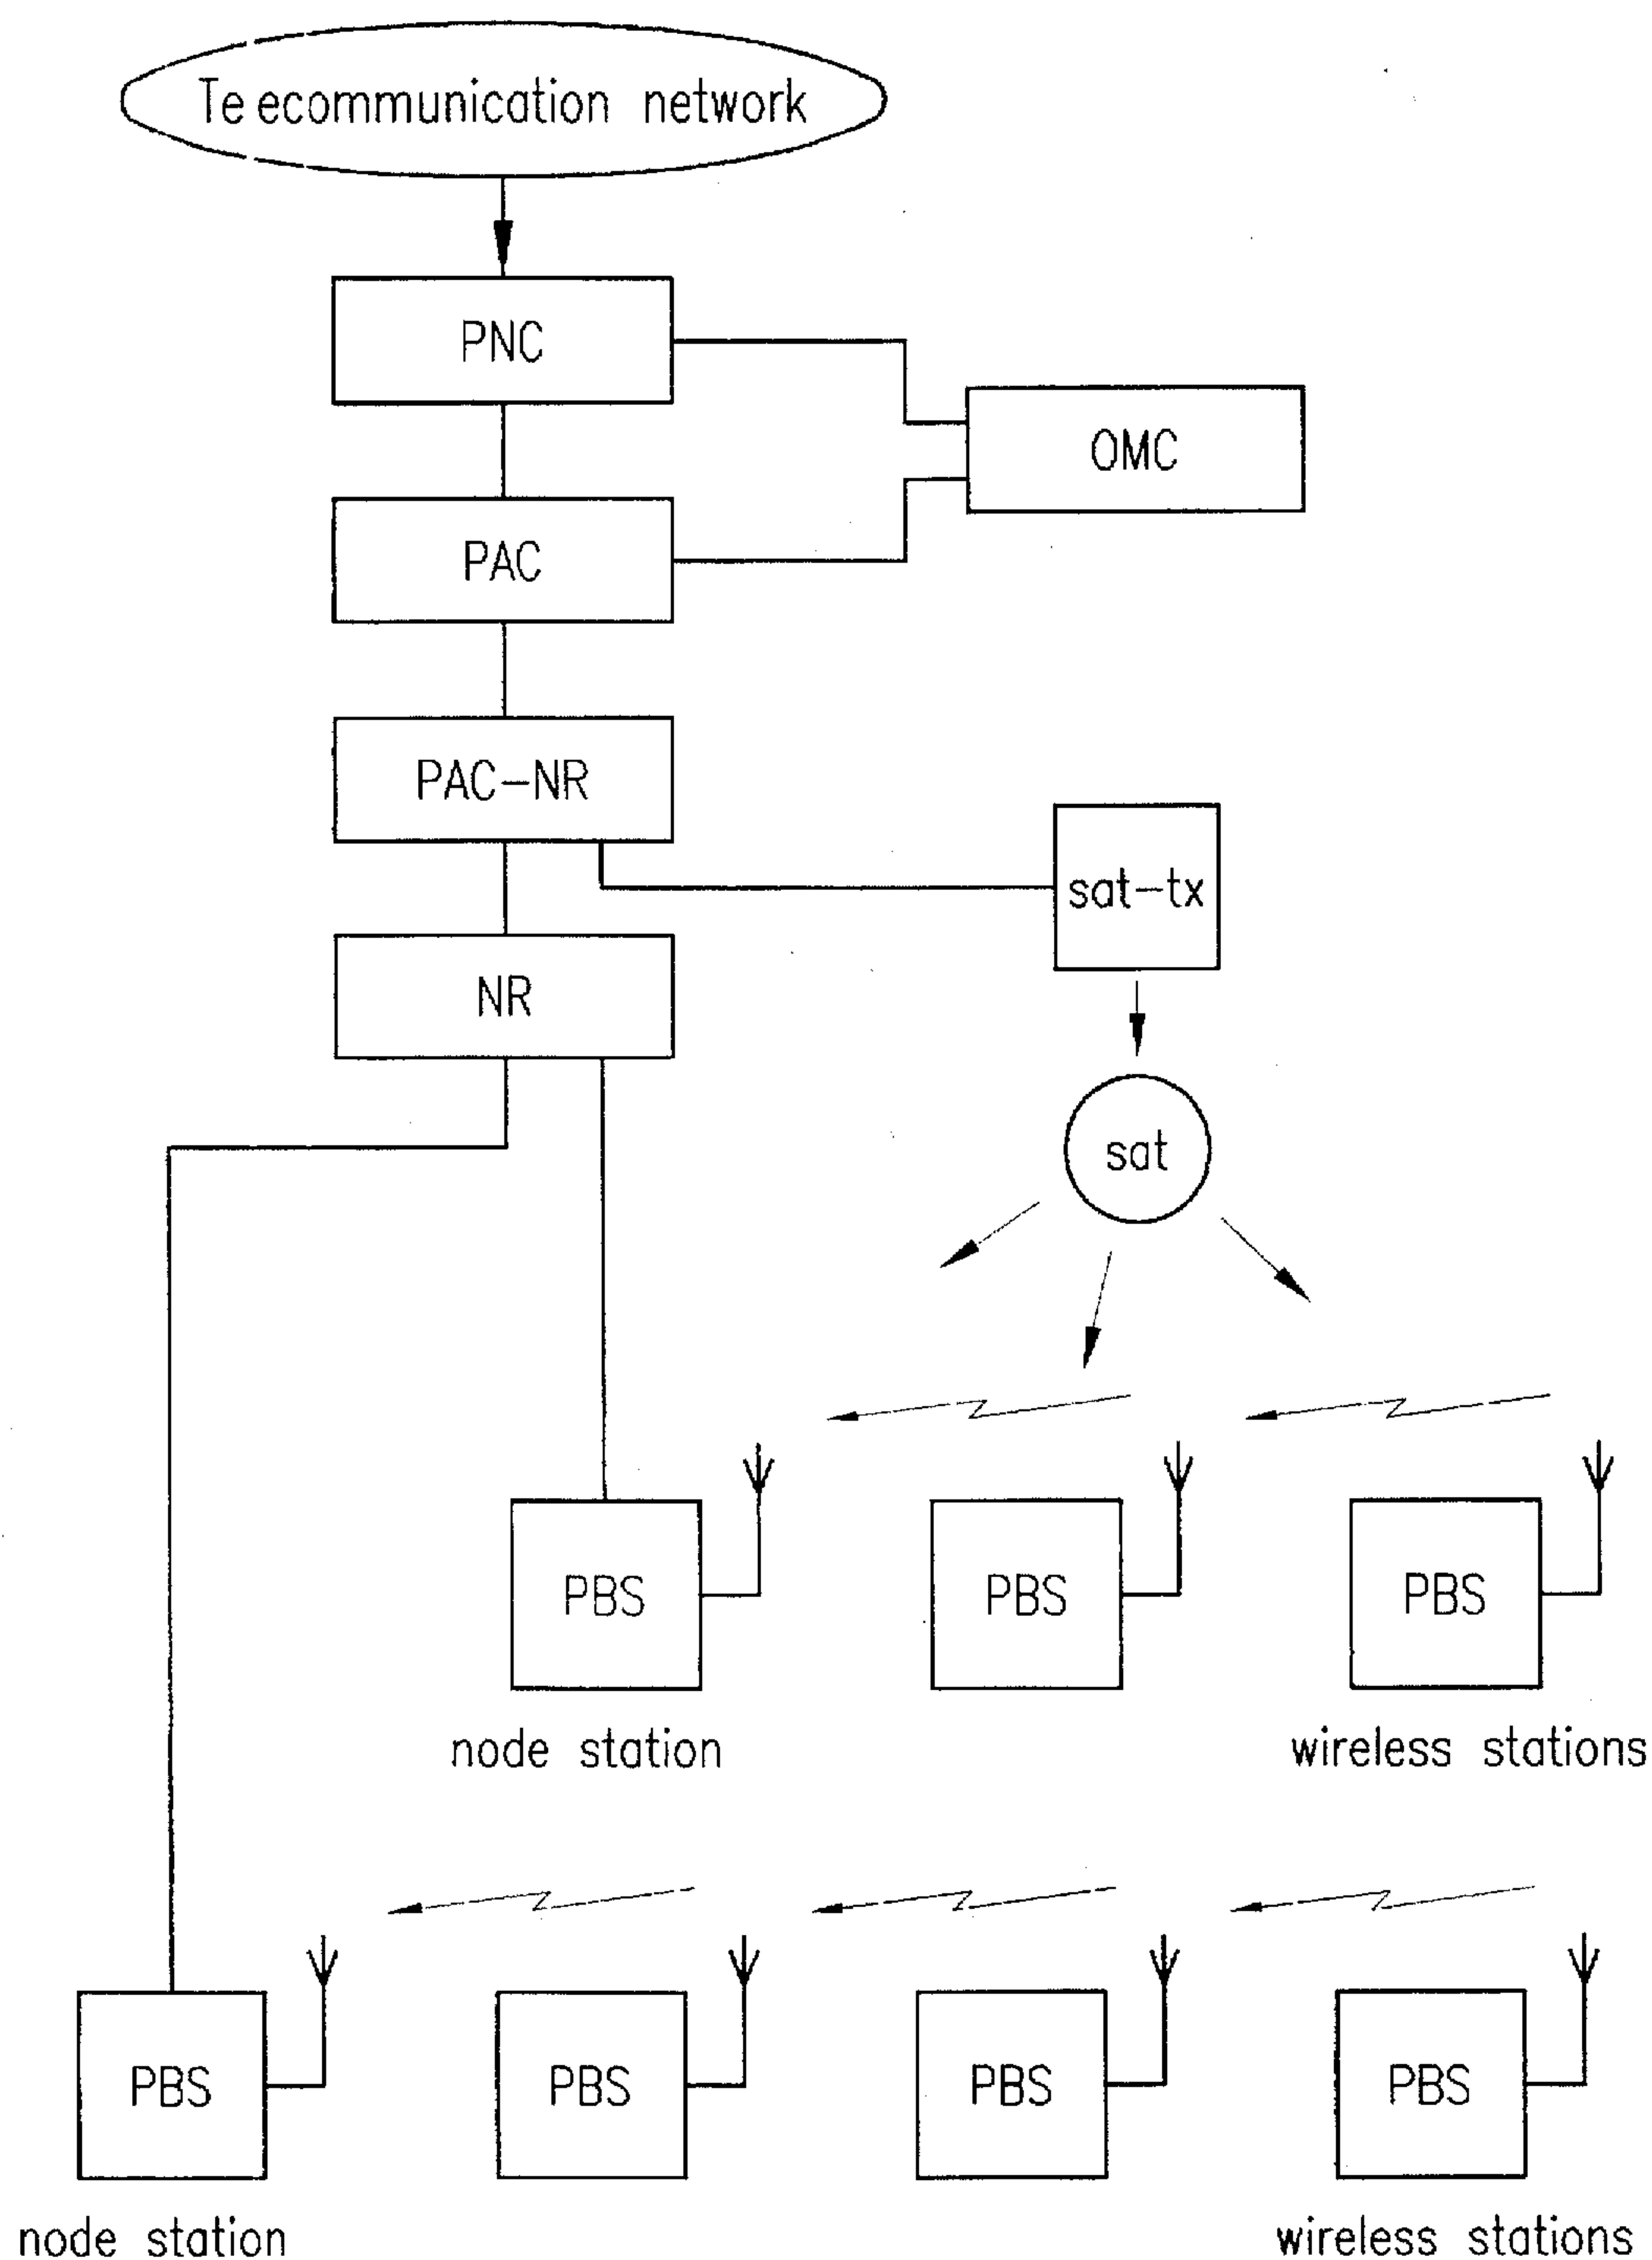 Te ecommunication network
PNC
OMC
PAC
PAC-NR
sat-tx
NR
sat
PBS PBS PBS
node station wireless stations
PBS PBS PBS PBS
node station wireless stations